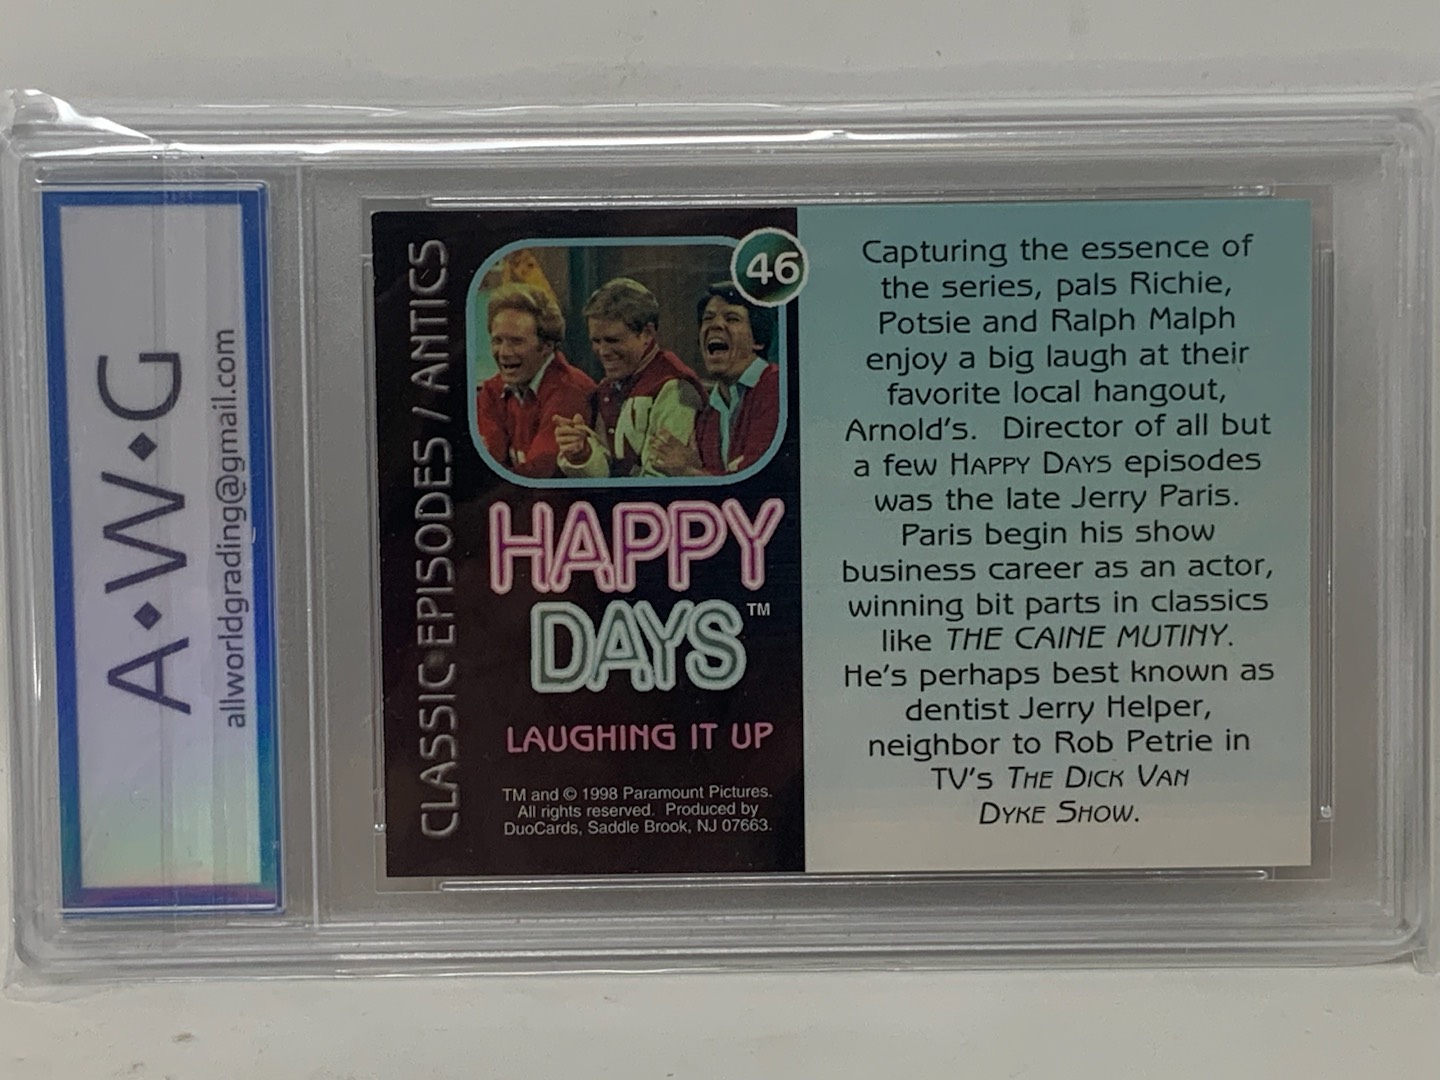 A◆W◆G
allworldgrading@gmail.com
CLASSIC EPISODES / ANTICS
46
HAPPY
DAYS™
LAUGHING IT UP
TM and © 1998 Paramount Pictures.
All rights reserved. Produced by
DuoCards, Saddle Brook, NJ 07663.
Capturing the essence of
the series, pals Richie,
Potsie and Ralph Malph
enjoy a big laugh at their
favorite local hangout,
Arnold's. Director of all but
a few HAPPY DAYS episodes
was the late Jerry Paris.
Paris begin his show
business career as an actor,
winning bit parts in classics
like THE CAINE MUTINY.
He's perhaps best known as
dentist Jerry Helper,
neighbor to Rob Petrie in
TV's THE DICK VAN
DYKE SHOW.